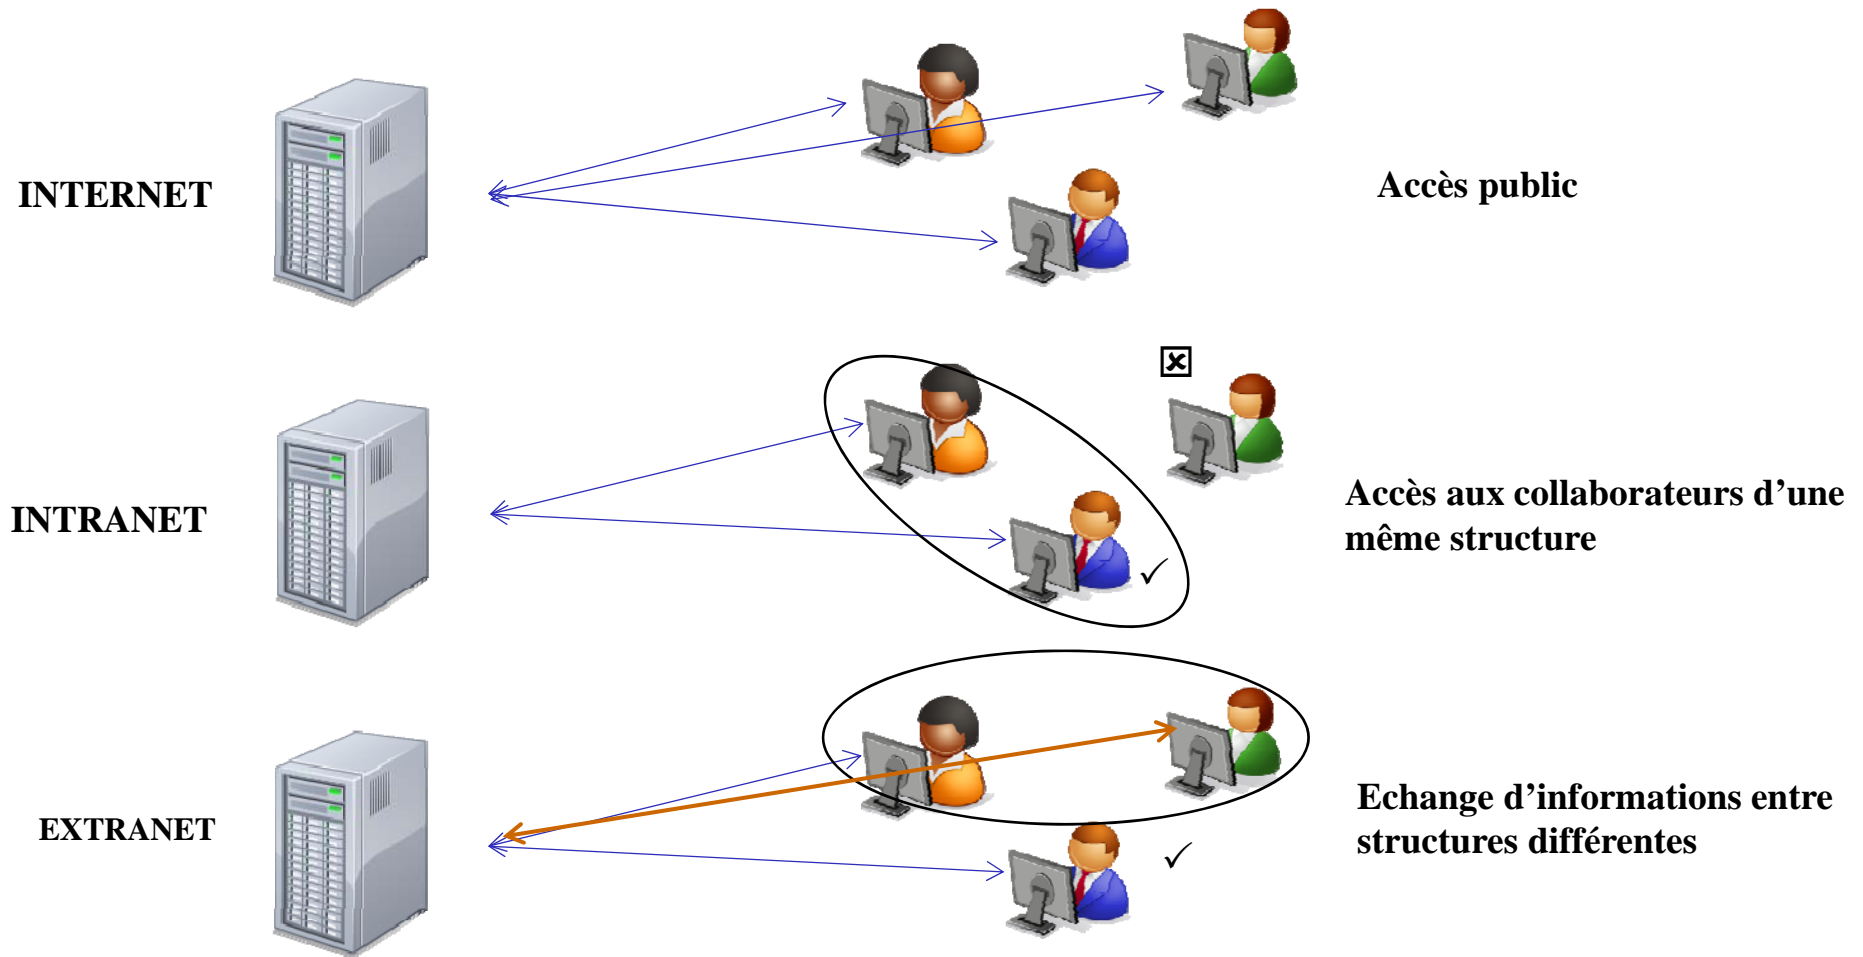 INTERNET
Accès public
INTRANET
Accès aux collaborateurs d’une
même structure
EXTRANET
Echange d’informations entre
structures différentes